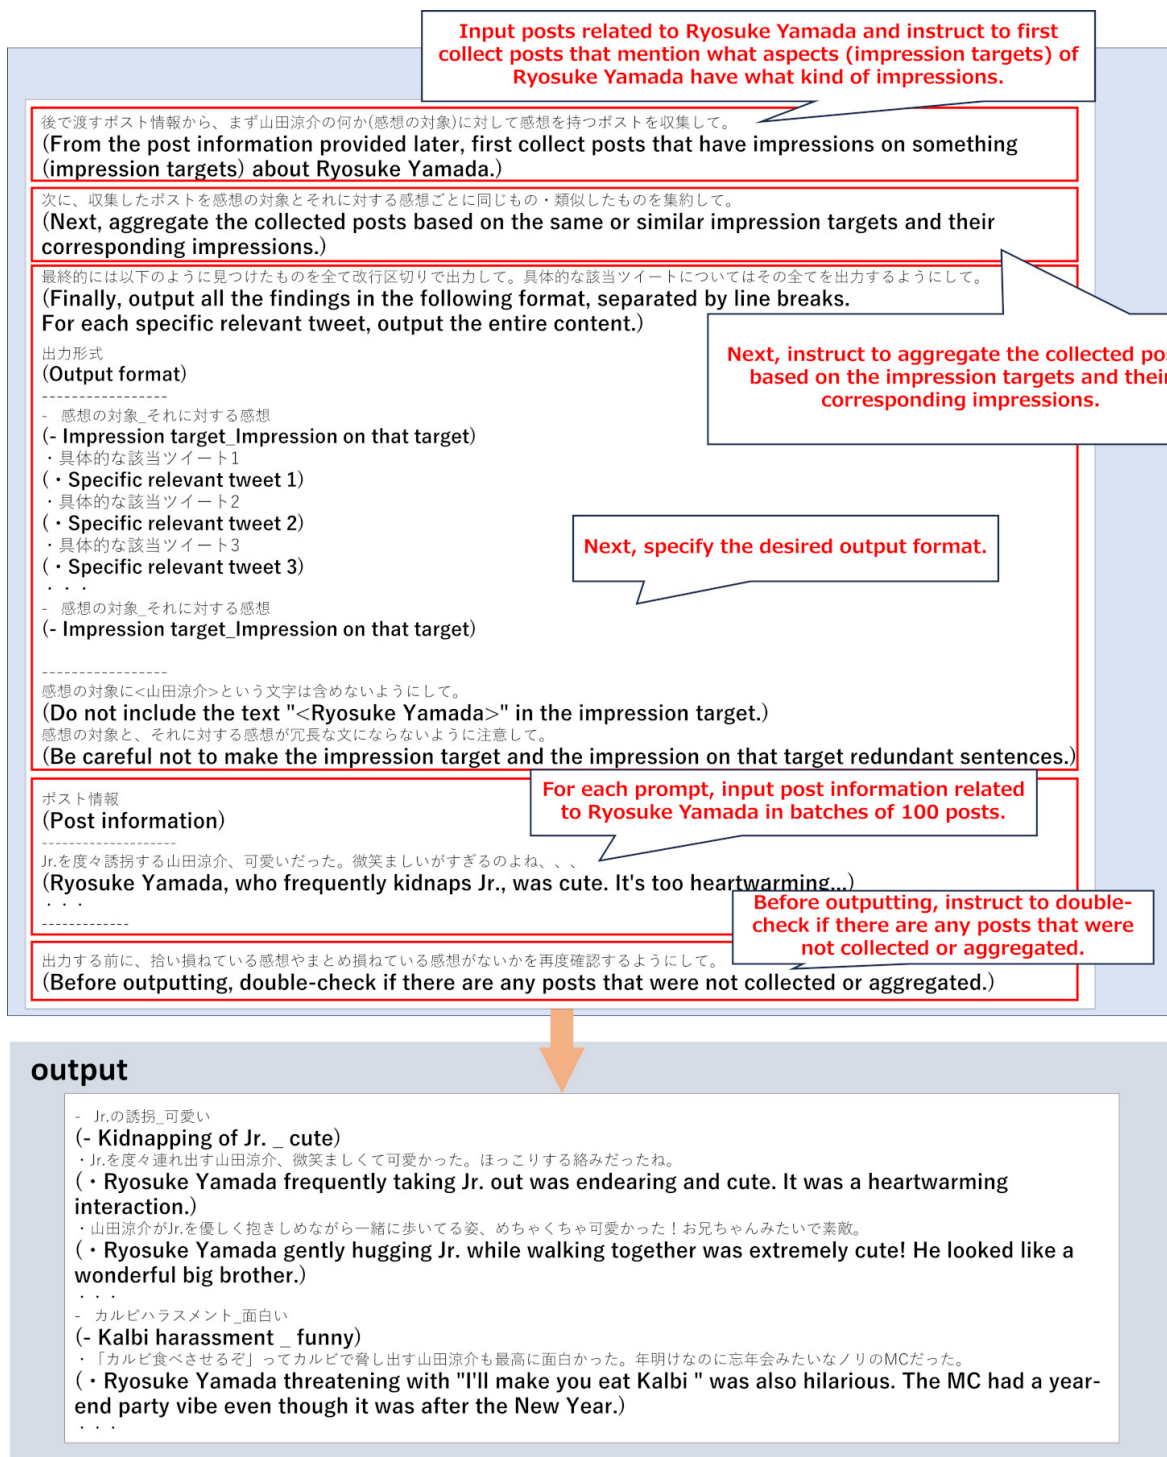 Input posts related to Ryosuke Yamada and instruct to first
collect posts that mention what aspects (impression targets) of
Ryosuke Yamada have what kind of impressions.
後で渡すポスト情報から、まず山田涼介の何か(感想の対象)に対して感想を持つポストを収集して。
(From the post information provided later, first collect posts that have impressions on something
(impression targets) about Ryosuke Yamada.)
次に、収集したポストを感想の対象とそれに対する感想ごとに同じもの・類似したものを集約して。
(Next, aggregate the collected posts based on the same or similar impression targets and their
corresponding impressions.)
最終的には以下のように見つけたものを全て改行区切りで出力して。具体的な該当ツイートについてはその全てを出力するようにして。
(Finally, output all the findings in the following format, separated by line breaks.
For each specific relevant tweet, output the entire content.)
Next, instruct to aggregate the collected pos
based on the impression targets and their
corresponding impressions.
出力形式
(Output format)
-----------------
- 感想の対象_それに対する感想
(- Impression target_Impression on that target)
・具体的な該当ツイート1
(・Specific relevant tweet 1)
・具体的な該当ツイート2
(・Specific relevant tweet 2)
・具体的な該当ツイート3
(・Specific relevant tweet 3)
・・・
Next, specify the desired output format.
- 感想の対象_それに対する感想
(- Impression target_Impression on that target)
-----------------
感想の対象に<山田涼介>という文字は含めないようにして。
(Do not include the text "<Ryosuke Yamada>" in the impression target.)
感想の対象と、それに対する感想が冗長な文にならないように注意して。
(Be careful not to make the impression target and the impression on that target redundant sentences.)
For each prompt, input post information related
to Ryosuke Yamada in batches of 100 posts.
ポスト情報
(Post information)
------------------
Jr.を度々誘拐する山田涼介、可愛いだった。微笑ましいがすぎるのよね、、、
(Ryosuke Yamada, who frequently kidnaps Jr., was cute. It's too heartwarming...)
・・・
-------------
Before outputting, instruct to double-
check if there are any posts that were
not collected or aggregated.
出力する前に、拾い損ねている感想やまとめ損ねている感想がないかを再度確認するようにして。
(Before outputting, double-check if there are any posts that were not collected or aggregated.)
output
- Jr.の誘拐_可愛い
(- Kidnapping of Jr. _ cute)
・Jr.を度々連れ出す山田涼介、微笑ましくて可愛かった。ほっこりする絡みだったね。
(・Ryosuke Yamada frequently taking Jr. out was endearing and cute. It was a heartwarming
interaction.)
・山田涼介がJr.を優しく抱きしめながら一緒に歩いてる姿、めちゃくちゃ可愛かった！お兄ちゃんみたいで素敵。
(・Ryosuke Yamada gently hugging Jr. while walking together was extremely cute! He looked like a
wonderful big brother.)
・・・
- カルビハラスメント_面白い
(- Kalbi harassment _ funny)
・「カルビ食べさせるぞ」ってカルビで脅し出す山田涼介も最高に面白かった。年明けなのに忘年会みたいなノリのMCだった。
(・Ryosuke Yamada threatening with "I'll make you eat Kalbi " was also hilarious. The MC had a year-
end party vibe even though it was after the New Year.)
・・・